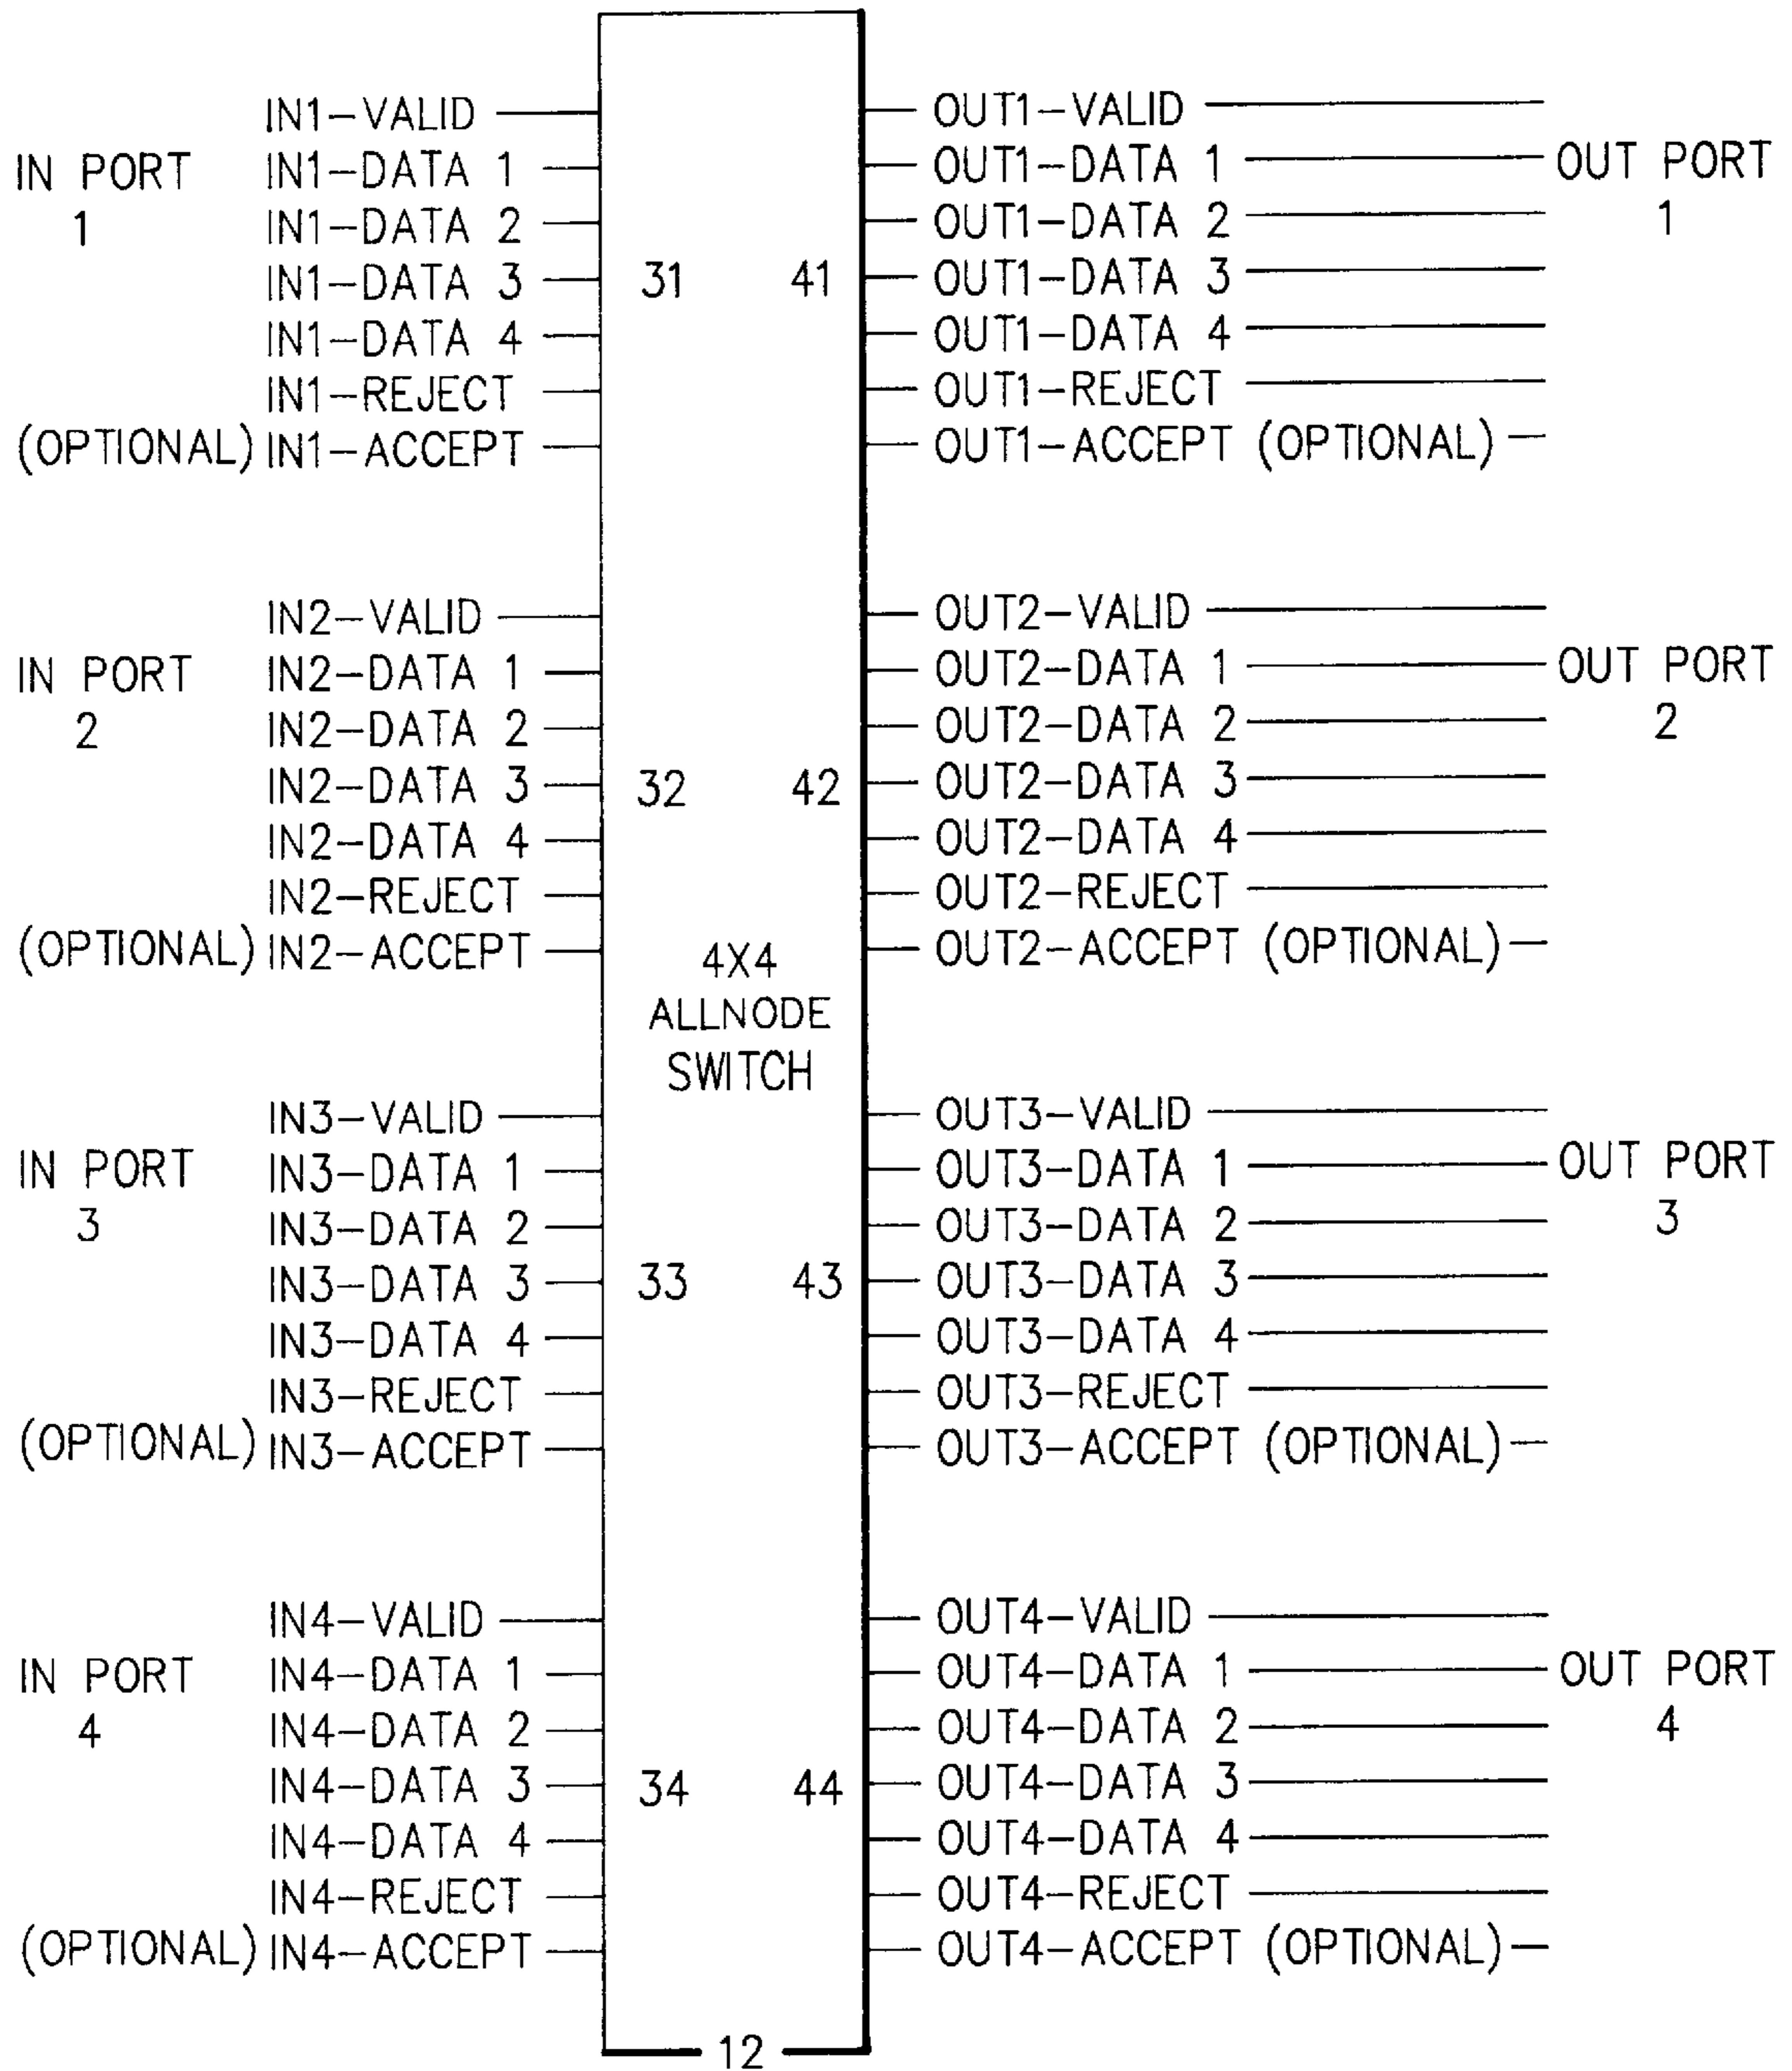 IN1-VALID OUT1-VALID
IN PORT IN1-DATA 1 OUT1-DATA 1 OUT PORT
1 IN1-DATA 2 OUT1-DATA 2 1
IN1-DATA 3 31 41 OUT1-DATA 3
IN1-DATA 4 OUT1-DATA 4
IN1-REJECT OUT1-REJECT
(OPTIONAL) IN1-ACCEPT OUT1-ACCEPT (OPTIONAL)
IN2-VALID OUT2-VALID
IN PORT IN2-DATA 1 OUT2-DATA 1 OUT PORT
2 IN2-DATA 2 OUT2-DATA 2 2
IN2-DATA 3 32 42 OUT2-DATA 3
IN2-DATA 4 OUT2-DATA 4
IN2-REJECT OUT2-REJECT
(OPTIONAL) IN2-ACCEPT OUT2-ACCEPT (OPTIONAL)
4X4
ALLNODE
SWITCH
IN3-VALID OUT3-VALID
IN PORT IN3-DATA 1 OUT3-DATA 1 OUT PORT
3 IN3-DATA 2 OUT3-DATA 2 3
IN3-DATA 3 33 43 OUT3-DATA 3
IN3-DATA 4 OUT3-DATA 4
IN3-REJECT OUT3-REJECT
(OPTIONAL) IN3-ACCEPT OUT3-ACCEPT (OPTIONAL)
IN4-VALID OUT4-VALID
IN PORT IN4-DATA 1 OUT4-DATA 1 OUT PORT
4 IN4-DATA 2 OUT4-DATA 2 4
IN4-DATA 3 34 44 OUT4-DATA 3
IN4-DATA 4 OUT4-DATA 4
IN4-REJECT OUT4-REJECT
(OPTIONAL) IN4-ACCEPT OUT4-ACCEPT (OPTIONAL)
12